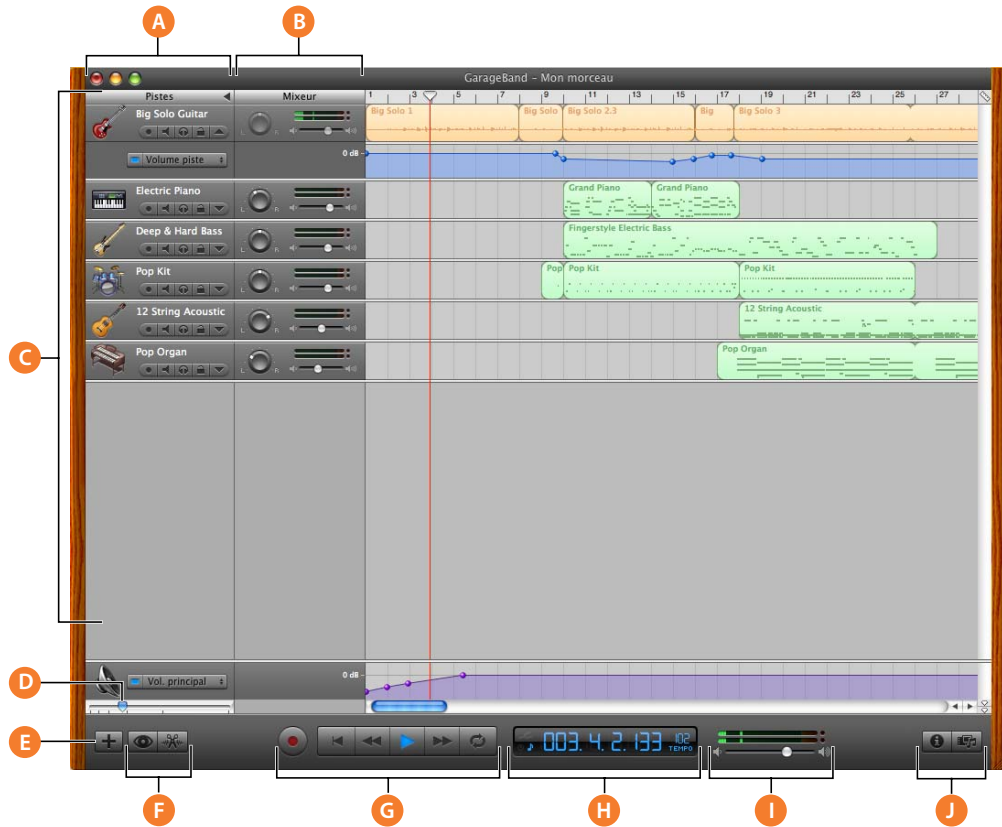 A
B
GarageBand – Mon morceau
Pistes
Mixeur
1 3 5 7 9 11 13 15 17 19 21 23 25 27
Big Solo Guitar
Big Solo 1
Big Solo
Big Solo 2.3
Big
Big Solo 3
L R
Volume piste
0 dB
Electric Piano
Grand Piano
Grand Piano
L R
Deep & Hard Bass
Fingerstyle Electric Bass
L R
Pop Kit
Pop
Pop Kit
Pop Kit
L R
12 String Acoustic
12 String Acoustic
L R
C
Pop Organ
Pop Organ
L R
D
Vol. principal
0 dB
E
003. 4. 2. 133
102
TEMPO
F
G
H
I
J